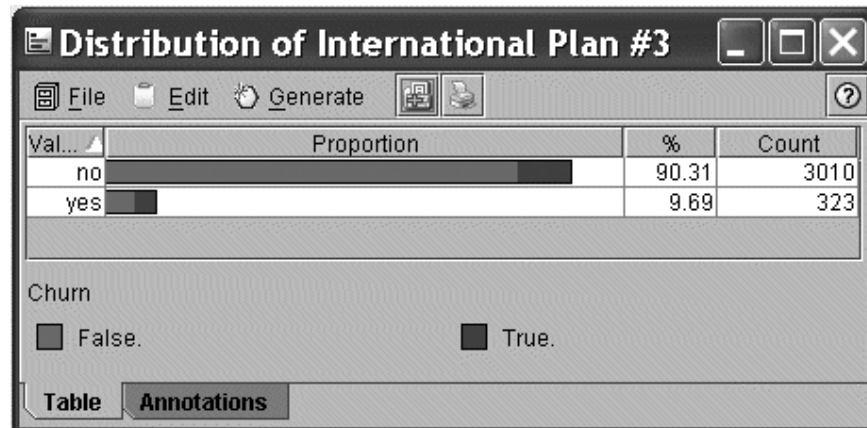 Distribution of International Plan #3
File Edit Generate
Val... Proportion % Count
no 90.31 3010
yes 9.69 323
Churn
False. True.
Table Annotations